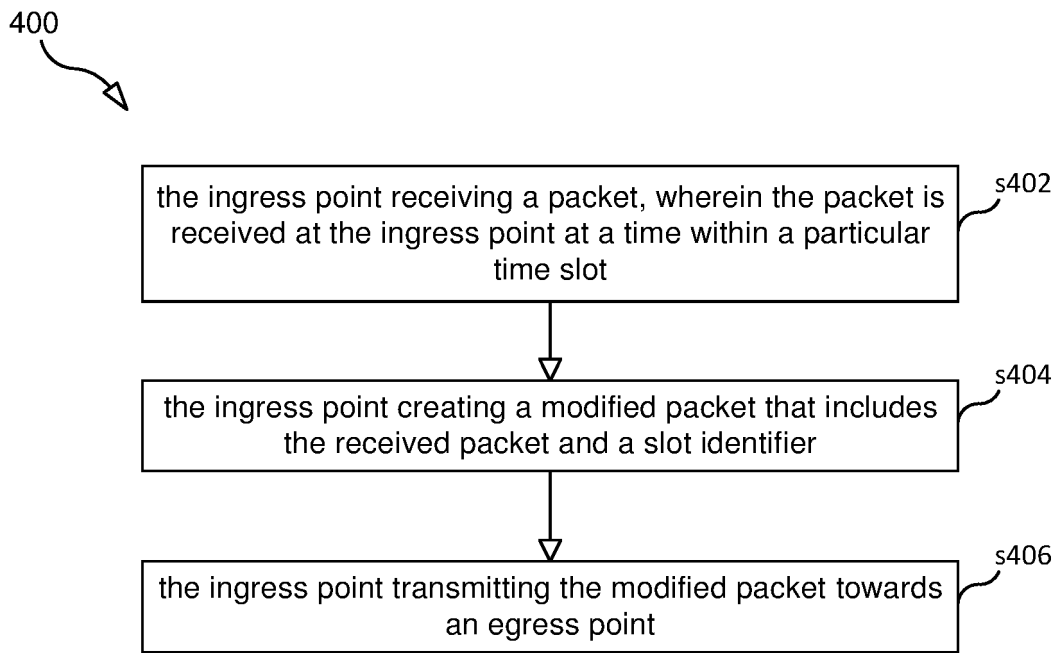 400
the ingress point receiving a packet, wherein the packet is
received at the ingress point at a time within a particular
time slot
s402
the ingress point creating a modified packet that includes
the received packet and a slot identifier
s404
the ingress point transmitting the modified packet towards
an egress point
s406